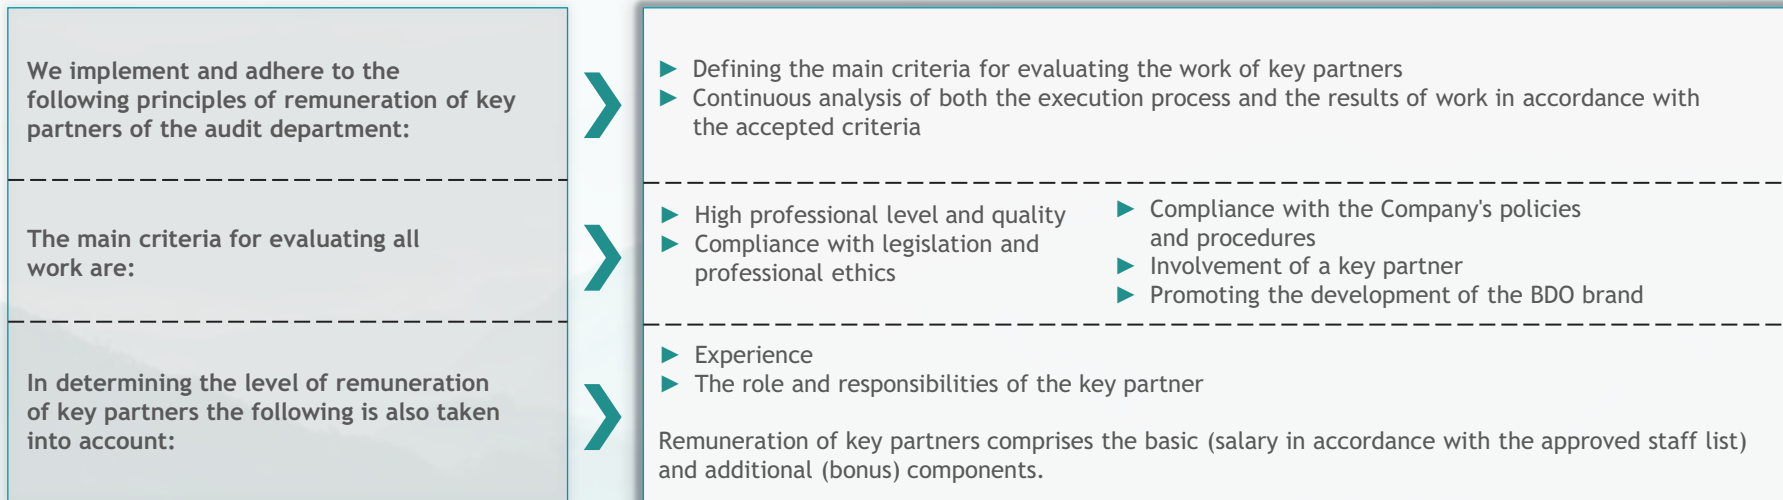 We implement and adhere to the
following principles of remuneration of key
partners of the audit department:
► Defining the main criteria for evaluating the work of key partners
► Continuous analysis of both the execution process and the results of work in accordance with
the accepted criteria
The main criteria for evaluating all
work are:
► High professional level and quality
► Compliance with legislation and
professional ethics
► Compliance with the Company's policies
and procedures
► Involvement of a key partner
► Promoting the development of the BDO brand
In determining the level of remuneration
of key partners the following is also taken
into account:
► Experience
► The role and responsibilities of the key partner
Remuneration of key partners comprises the basic (salary in accordance with the approved staff list)
and additional (bonus) components.